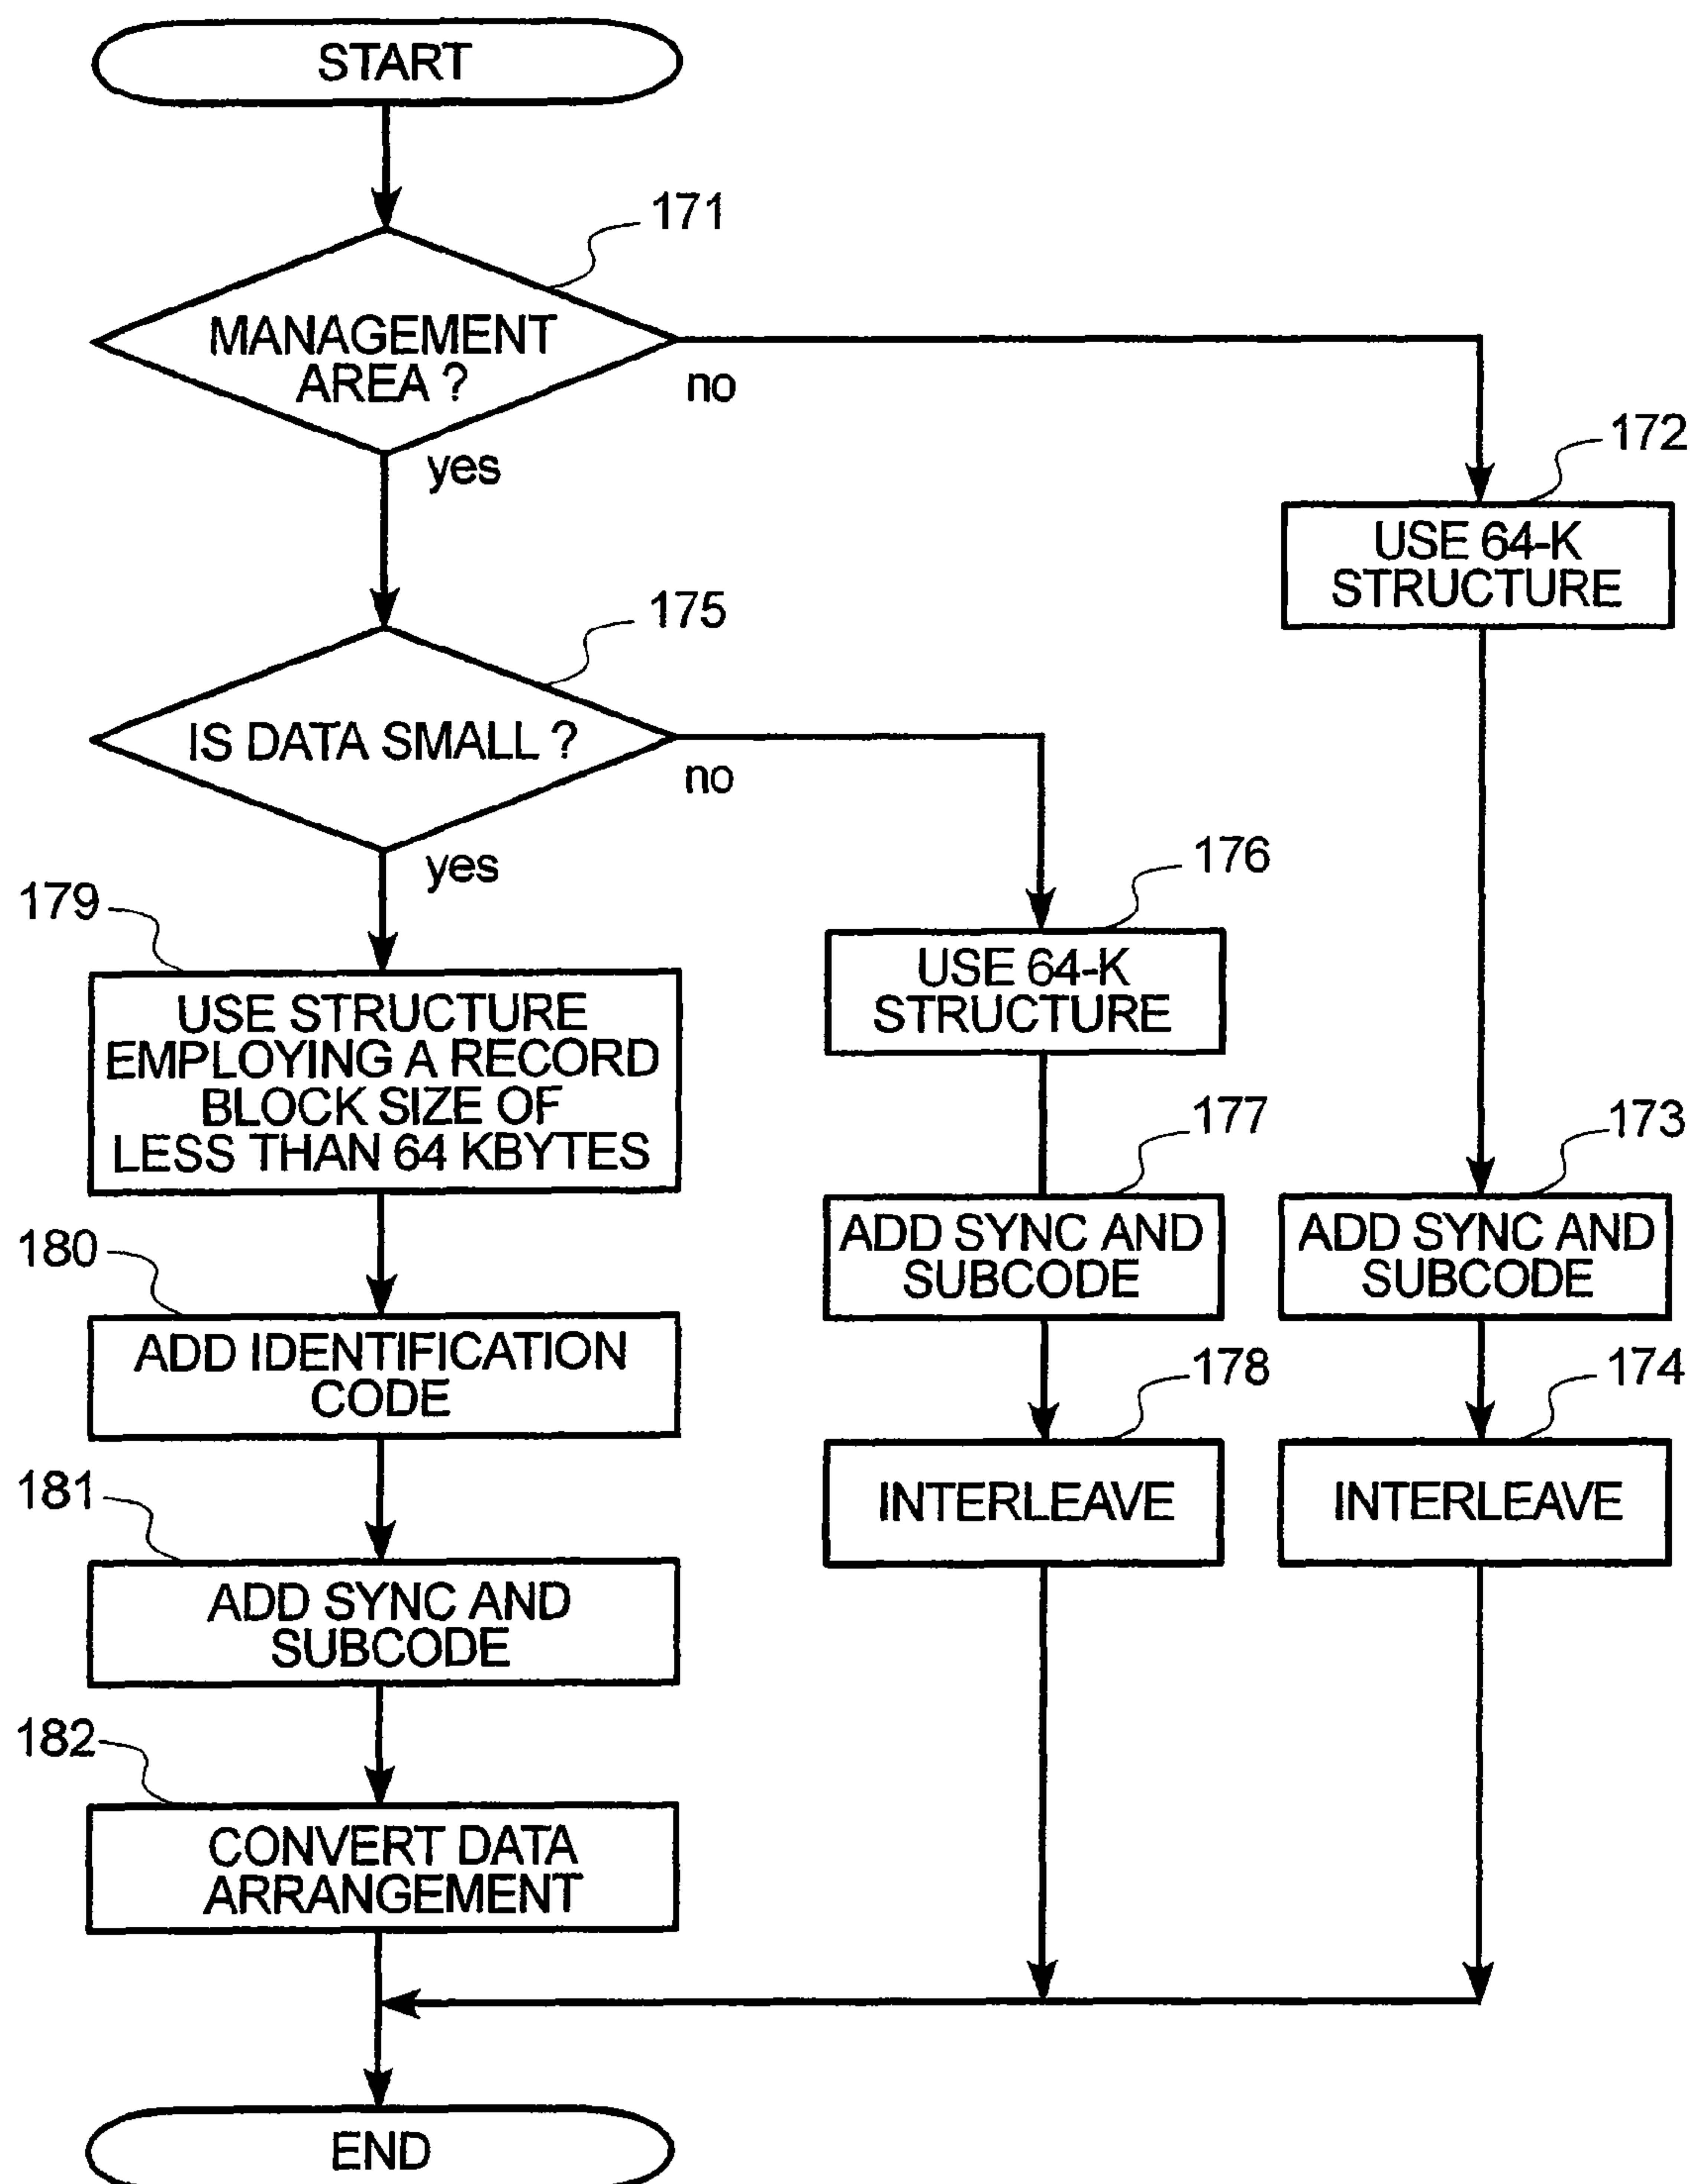 START
171
MANAGEMENT
AREA ?
no
yes
172
USE 64-K
STRUCTURE
175
IS DATA SMALL ?
no
yes
176
USE 64-K
STRUCTURE
179
USE STRUCTURE
EMPLOYING A RECORD
BLOCK SIZE OF
LESS THAN 64 KBYTES
177
ADD SYNC AND
SUBCODE
173
ADD SYNC AND
SUBCODE
180
ADD IDENTIFICATION
CODE
178
INTERLEAVE
174
INTERLEAVE
181
ADD SYNC AND
SUBCODE
182
CONVERT DATA
ARRANGEMENT
END